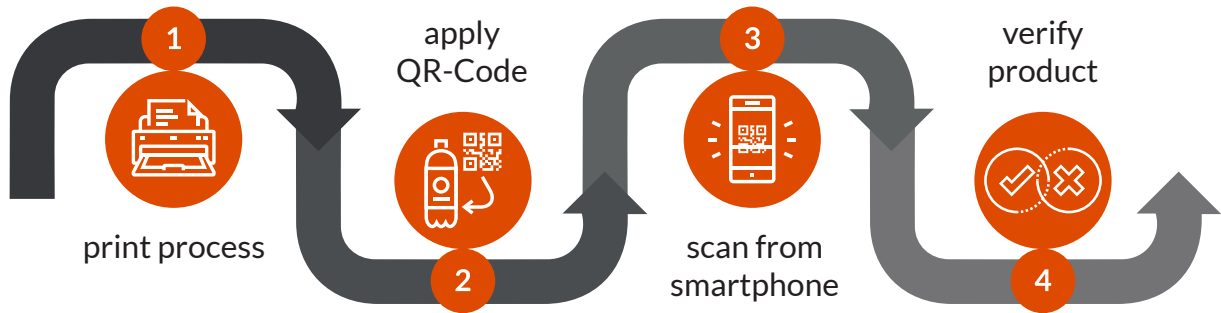 1
print process
apply
QR-Code
2
3
scan from
smartphone
verify
product
4